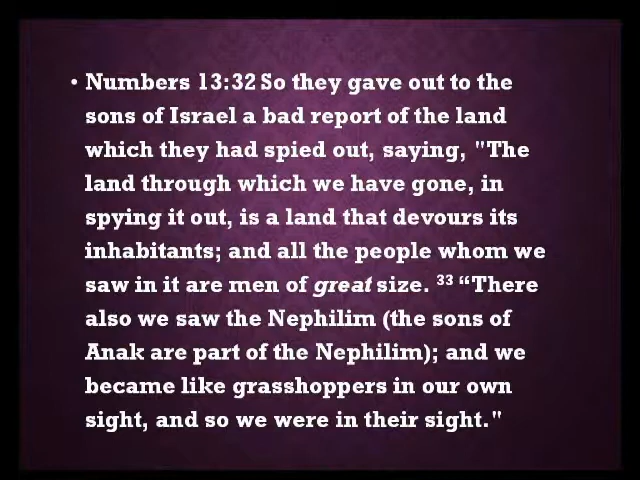 • Numbers 13:32 So they gave out to the
sons of Israel a bad report of the land
which they had spied out, saying, "The
land through which we have gone, in
spying it out, is a land that devours its
inhabitants; and all the people whom we
saw in it are men of great size. ³³ “There
also we saw the Nephilim (the sons of
Anak are part of the Nephilim); and we
became like grasshoppers in our own
sight, and so we were in their sight."